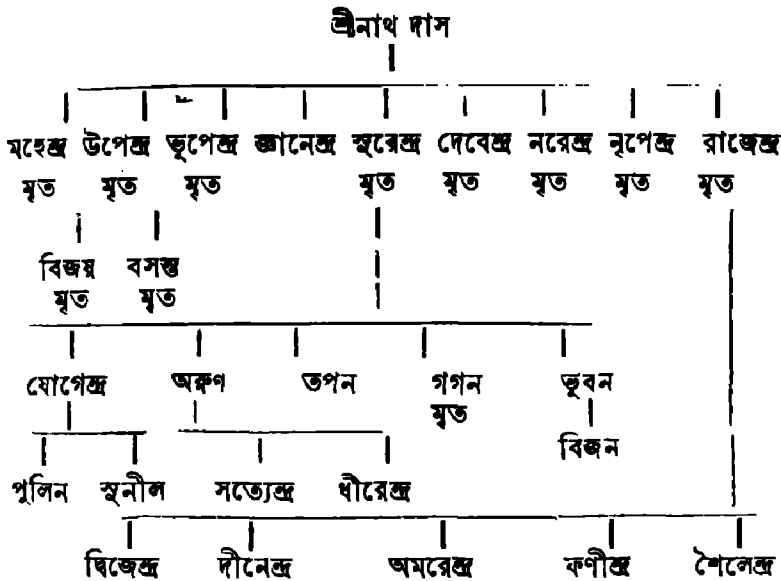 শ্রীনাথ দাস
মহেন্দ্র উপেন্দ্র ভূপেন্দ্র জ্ঞানেন্দ্র সুরেন্দ্র দেবেন্দ্র নরেন্দ্র নৃপেন্দ্র রাজেন্দ্র
মৃত মৃত মৃত মৃত মৃত মৃত মৃত মৃত
বিজয় বসন্ত
মৃত মৃত
যোগেন্দ্র অরুণ তপন গগন ভুবন
মৃত
বিজন
পুলিন সুনীল সত্যেন্দ্র ধীরেন্দ্র
দ্বিজেন্দ্র দীনেন্দ্র অমরেন্দ্র ফণীন্দ্র শৈলেন্দ্র